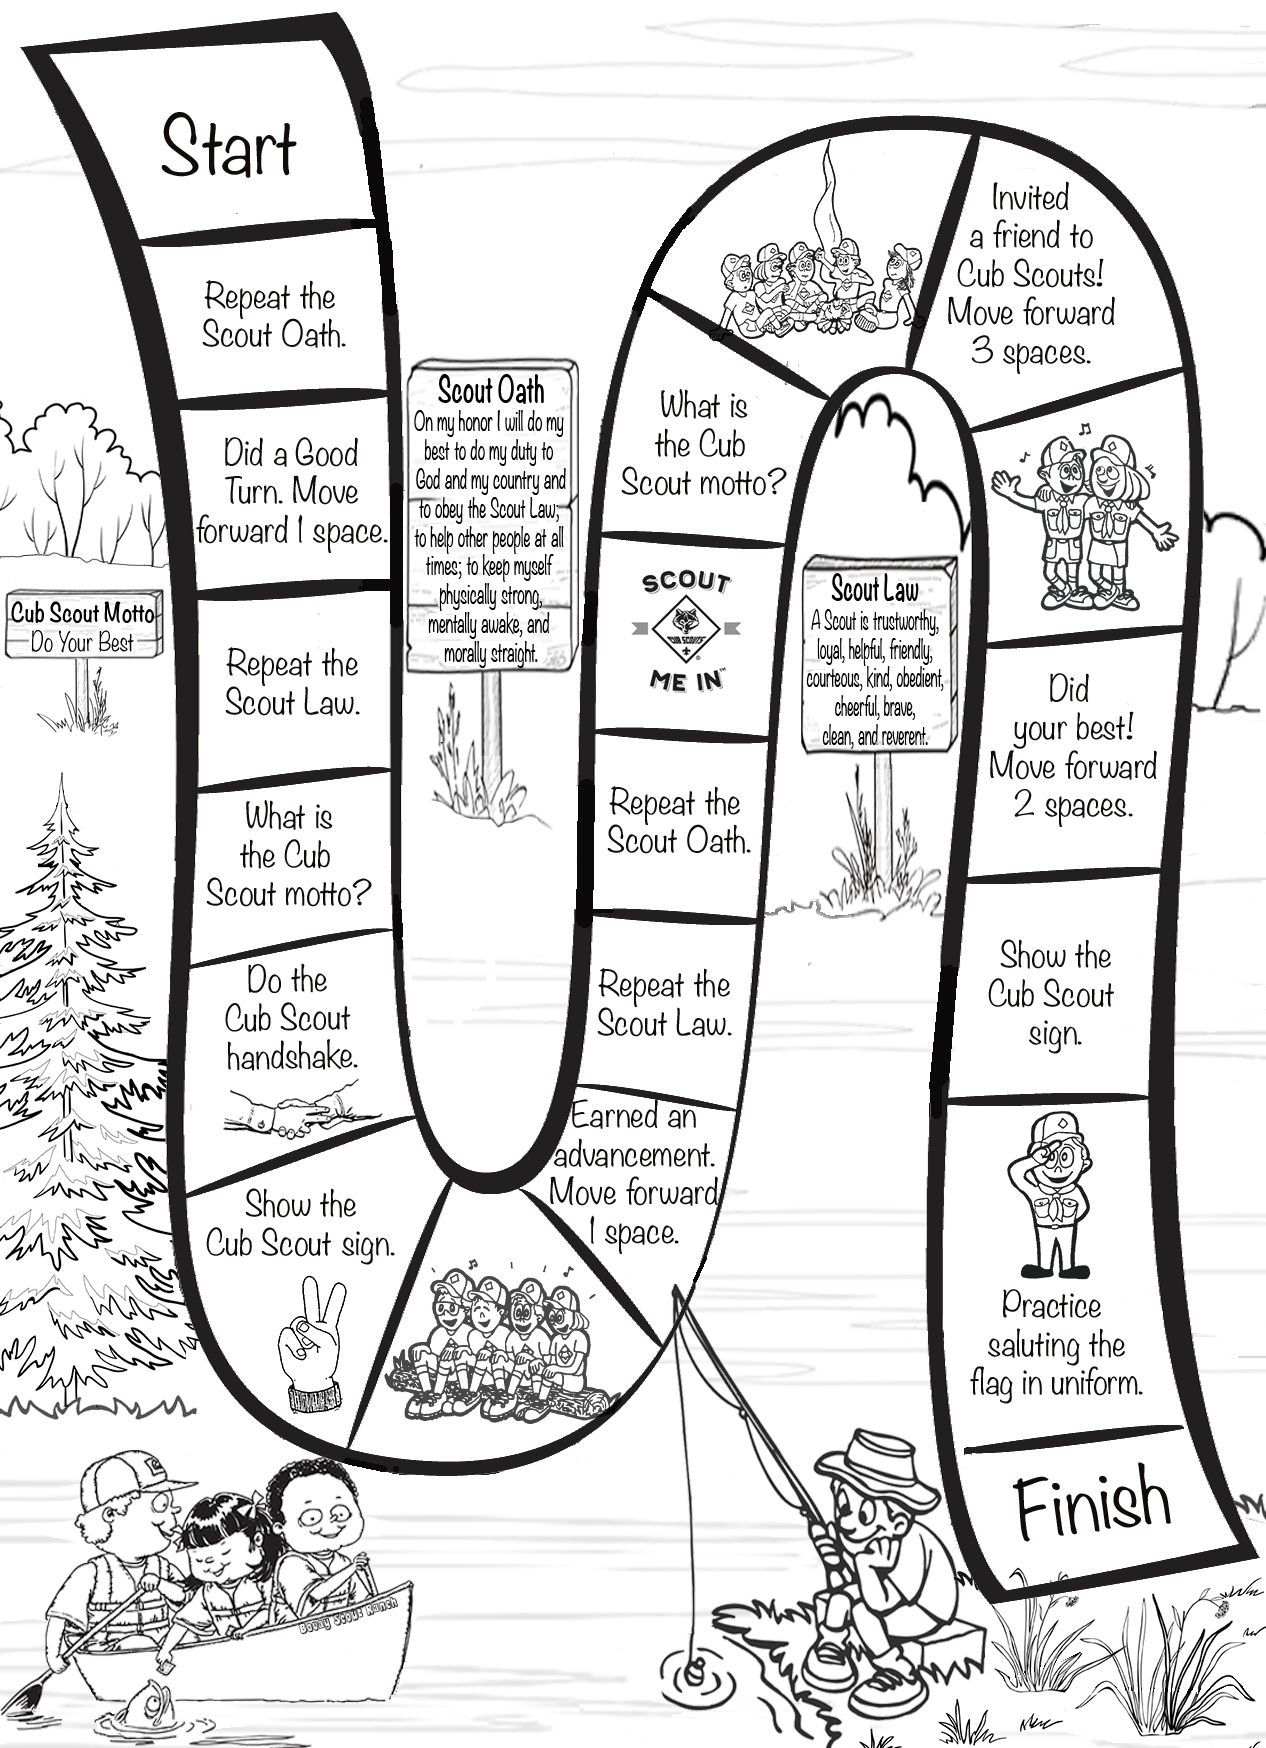 Start
Repeat the
Scout Oath.
Did a Good
Turn. Move
forward 1 space.
Repeat the
Scout Law.
What is
the Cub
Scout motto?
Do the
Cub Scout
handshake.
Show the
Cub Scout sign.
Earned an
advancement.
Move forward
1 space.
Repeat the
Scout Law.
Repeat the
Scout Oath.
SCOUT
CUB SCOUTS
ME IN™
What is
the Cub
Scout motto?
Invited
a friend to
Cub Scouts!
Move forward
3 spaces.
Did
your best!
Move forward
2 spaces.
Show the
Cub Scout
sign.
Practice
saluting the
flag in uniform.
Finish
Cub Scout Motto
Do Your Best
Scout Oath
On my honor I will do my
best to do my duty to
God and my country and
to obey the Scout Law;
to help other people at all
times; to keep myself
physically strong,
mentally awake, and
morally straight.
Scout Law
A Scout is trustworthy,
loyal, helpful, friendly,
courteous, kind, obedient,
cheerful, brave,
clean, and reverent.
Bovay Scout Ranch